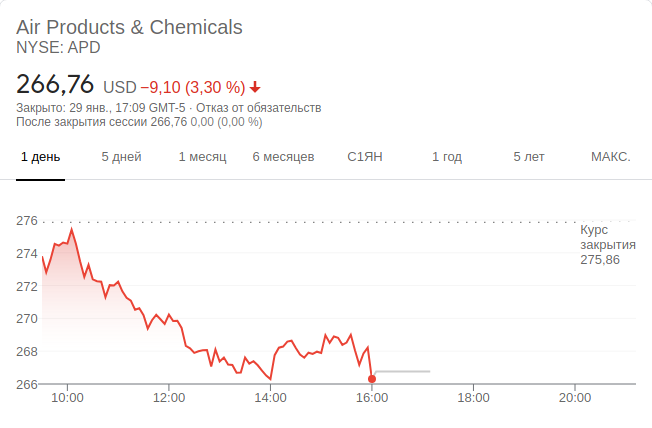 Air Products & Chemicals
NYSE: APD
266,76 USD −9,10 (3,30 %)
Закрыто: 29 янв., 17:09 GMT-5 · Отказ от обязательств
После закрытия сессии 266,76 0,00 (0,00 %)
1 день 5 дней 1 месяц 6 месяцев С1ЯН 1 год 5 лет МАКС.
276
Курс
закрытия
275,86
274
272
270
268
266
10:00 12:00 14:00 16:00 18:00 20:00